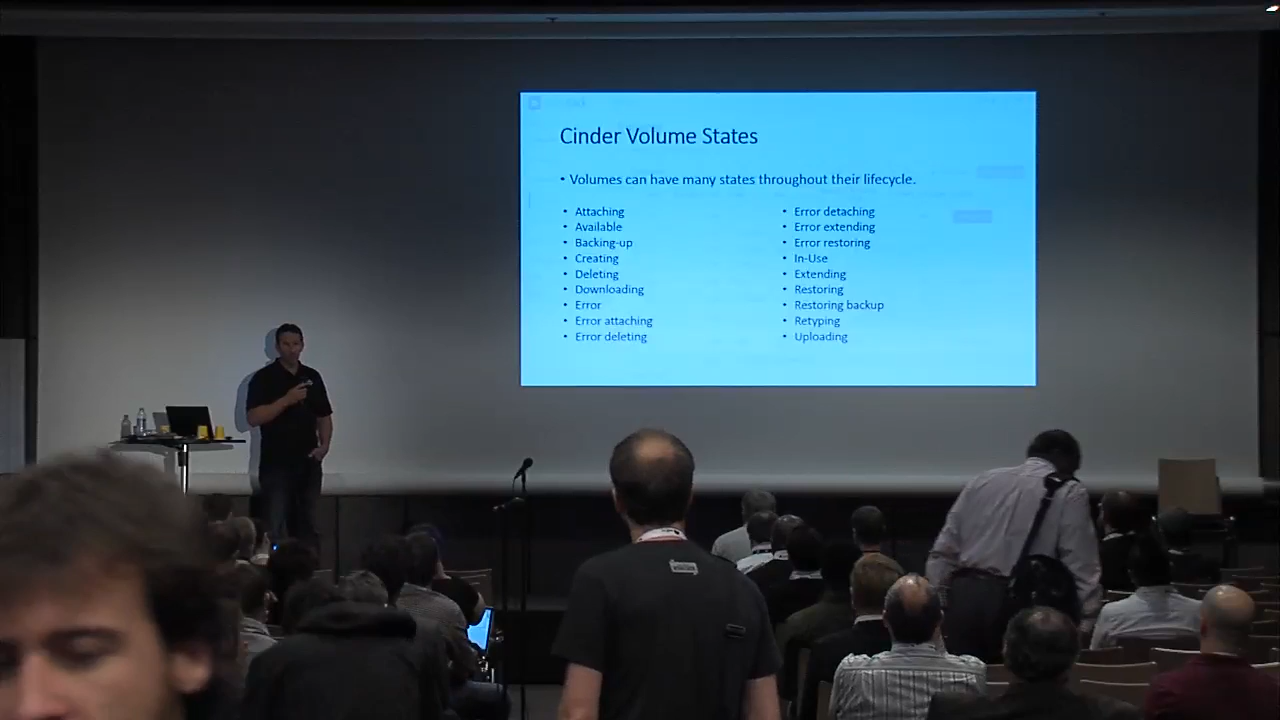 Cinder Volume States
• Volumes can have many states throughout their lifecycle.
• Attaching
• Available
• Backing-up
• Creating
• Deleting
• Downloading
• Error
• Error attaching
• Error deleting
• Error detaching
• Error extending
• Error restoring
• In-Use
• Extending
• Restoring
• Restoring backup
• Retyping
• Uploading